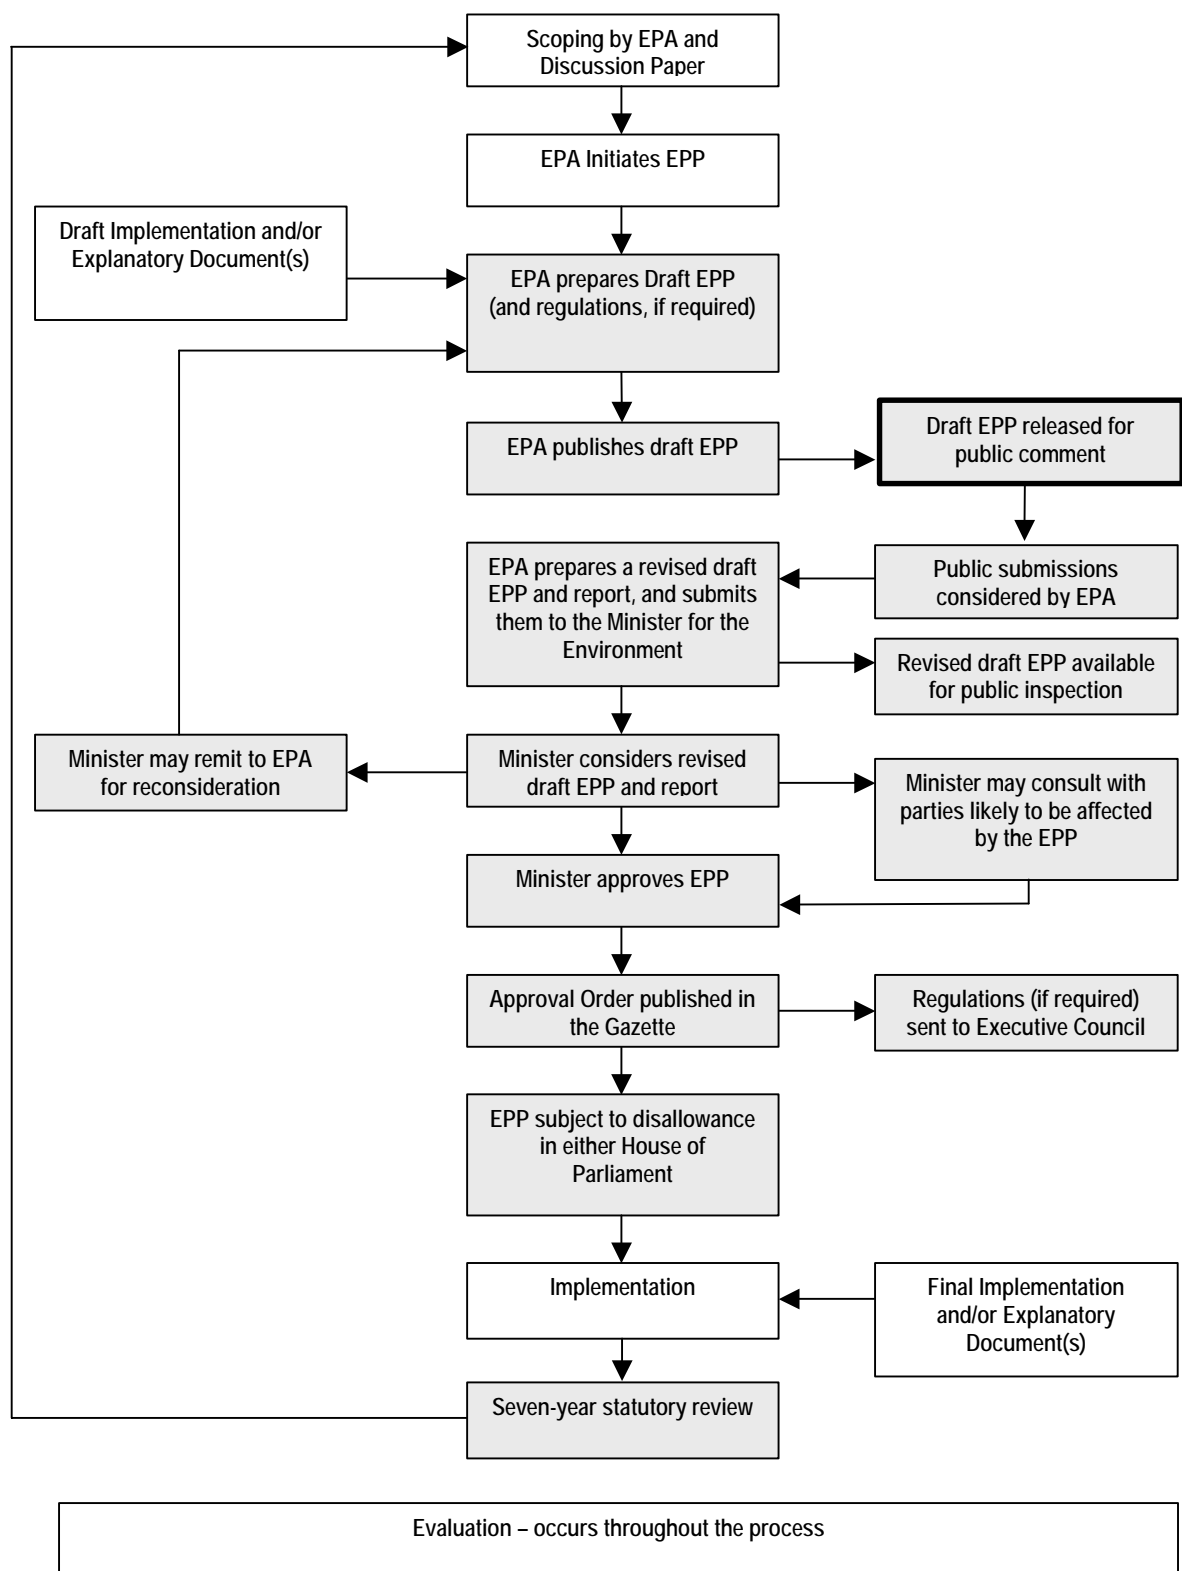 Scoping by EPA and
Discussion Paper
EPA Initiates EPP
Draft Implementation and/or
Explanatory Document(s)
EPA prepares Draft EPP
(and regulations, if required)
EPA publishes draft EPP
Draft EPP released for
public comment
EPA prepares a revised draft
EPP and report, and submits
them to the Minister for the
Environment
Public submissions
considered by EPA
Revised draft EPP available
for public inspection
Minister may remit to EPA
for reconsideration
Minister considers revised
draft EPP and report
Minister may consult with
parties likely to be affected
by the EPP
Minister approves EPP
Approval Order published in
the Gazette
Regulations (if required)
sent to Executive Council
EPP subject to disallowance
in either House of
Parliament
Implementation
Final Implementation
and/or Explanatory
Document(s)
Seven-year statutory review
Evaluation – occurs throughout the process